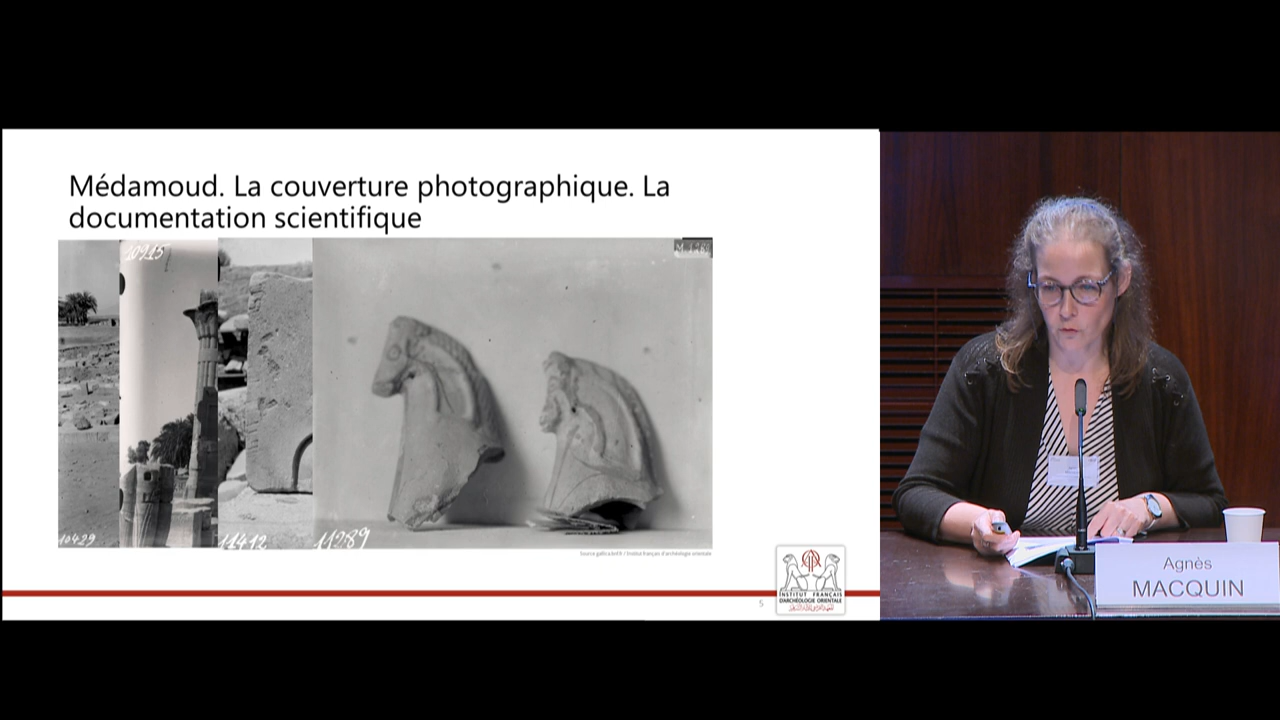 Médamoud. La couverture photographique. La
documentation scientifique
10915
10429
11412
11289
Source gallica.bnf.fr / Institut français d'archéologie orientale
5
INSTITUT FRANÇAIS
D'ARCHÉOLOGIE ORIENTALE
Agnès
MACQUIN